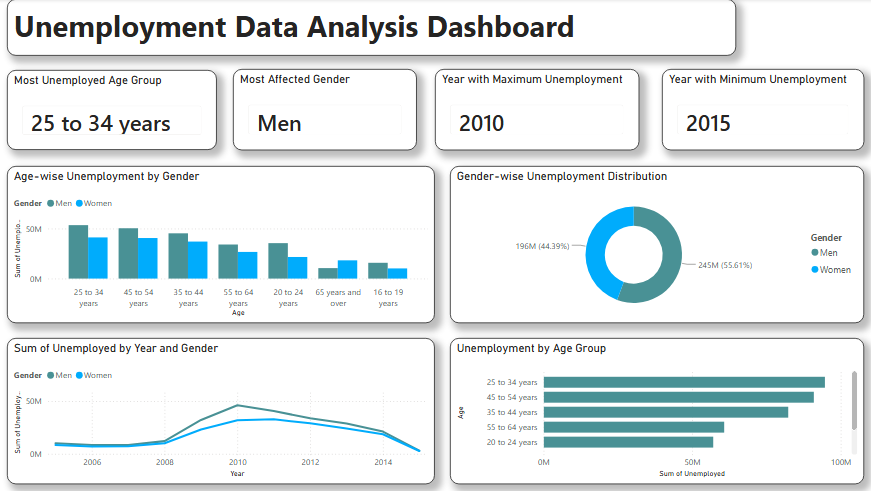 Unemployment Data Analysis Dashboard
Most Unemployed Age Group
25 to 34 years
Most Affected Gender
Men
Year with Maximum Unemployment
2010
Year with Minimum Unemployment
2015
Age-wise Unemployment by Gender
Gender Men Women
Sum of Unemplo...
50M
0M
25 to 34 years
45 to 54 years
35 to 44 years
55 to 64 years
20 to 24 years
65 years and over
16 to 19 years
Age
Gender-wise Unemployment Distribution
196M (44.39%)
245M (55.61%)
Gender
Men
Women
Sum of Unemployed by Year and Gender
Gender Men Women
Sum of Unemploy...
50M
0M
2006 2008 2010 2012 2014
Year
Unemployment by Age Group
Age
25 to 34 years
45 to 54 years
35 to 44 years
55 to 64 years
20 to 24 years
0M 50M 100M
Sum of Unemployed